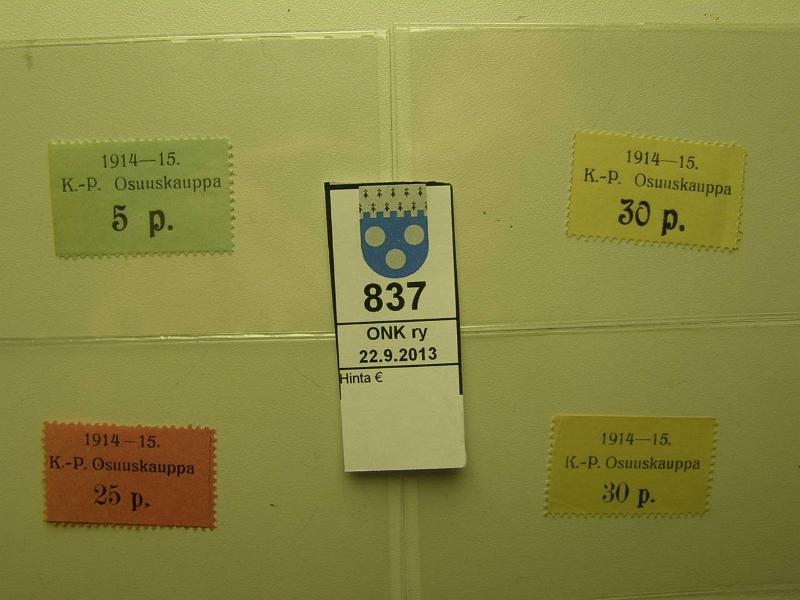 1914—15.
K.-P. Osuuskauppa
5 p.
1914—15.
K.-P. Osuuskauppa
30 p.
837
ONK ry
22.9.2013
Hinta €
1914—15.
K.-P. Osuuskauppa
25 p.
1914—15.
K.-P. Osuuskauppa
30 p.